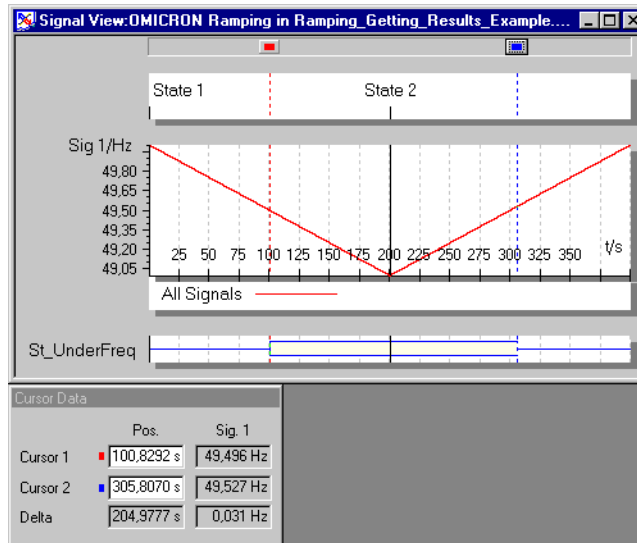 Signal View:OMICRON Ramping in Ramping_Getting_Results_Example....
State 1 State 2
Sig 1/Hz
49,80
49,65
49,50
49,35
49,20
49,05
25 50 75 100 125 150 175 200 225 250 275 300 325 350 t/s
All Signals
St_UnderFreq
Cursor Data
Pos. Sig. 1
Cursor 1 100,8292 s 49,496 Hz
Cursor 2 305,8070 s 49,527 Hz
Delta 204,9777 s 0,031 Hz